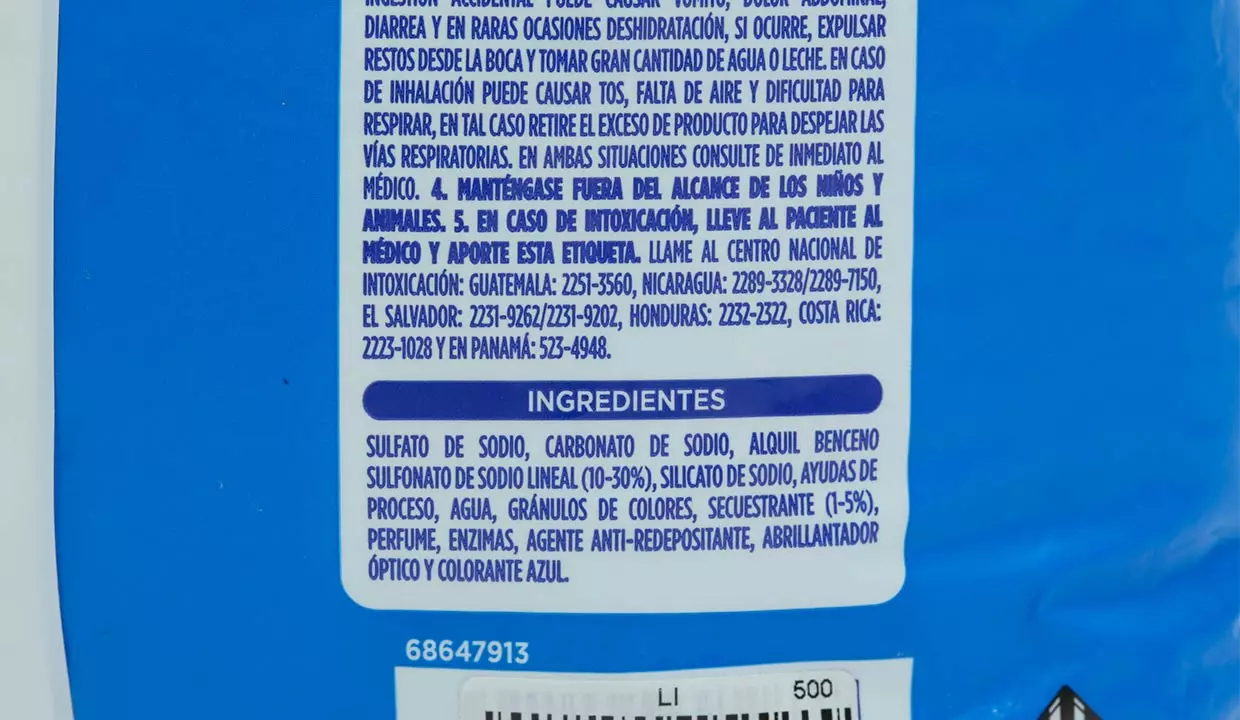 INGESTIÓN ACCIDENTAL PUEDE CAUSAR VÓMITO, DOLOR ABDOMINAL,
DIARREA Y EN RARAS OCASIONES DESHIDRATACIÓN, SI OCURRE, EXPULSAR
RESTOS DESDE LA BOCA Y TOMAR GRAN CANTIDAD DE AGUA O LECHE. EN CASO
DE INHALACIÓN PUEDE CAUSAR TOS, FALTA DE AIRE Y DIFICULTAD PARA
RESPIRAR, EN TAL CASO RETIRE EL EXCESO DE PRODUCTO PARA DESPEJAR LAS
VÍAS RESPIRATORIAS. EN AMBAS SITUACIONES CONSULTE DE INMEDIATO AL
MÉDICO. 4. MANTÉNGASE FUERA DEL ALCANCE DE LOS NIÑOS Y
ANIMALES. 5. EN CASO DE INTOXICACIÓN, LLEVE AL PACIENTE AL
MÉDICO Y APORTE ESTA ETIQUETA. LLAME AL CENTRO NACIONAL DE
INTOXICACIÓN: GUATEMALA: 2251-3560, NICARAGUA: 2289-3328/2289-7150,
EL SALVADOR: 2231-9262/2231-9202, HONDURAS: 2232-2322, COSTA RICA:
2223-1028 Y EN PANAMÁ: 523-4948.
INGREDIENTES
SULFATO DE SODIO, CARBONATO DE SODIO, ALQUIL BENCENO
SULFONATO DE SODIO LINEAL (10-30%), SILICATO DE SODIO, AYUDAS DE
PROCESO, AGUA, GRÁNULOS DE COLORES, SECUESTRANTE (1-5%),
PERFUME, ENZIMAS, AGENTE ANTI-REDEPOSITANTE, ABRILLANTADOR
ÓPTICO Y COLORANTE AZUL.
68647913
LI 500